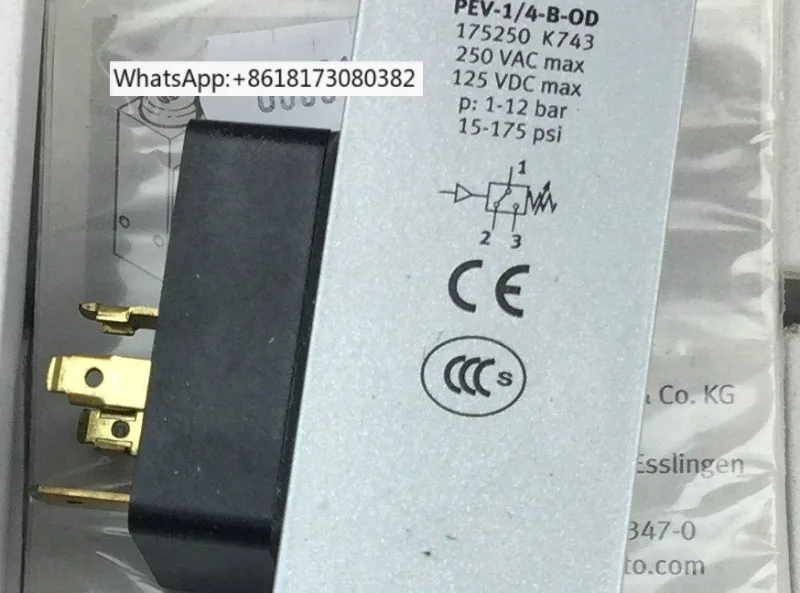 PEV-1/4-B-OD
175250 K743
250 VAC max
125 VDC max
p: 1-12 bar
15-175 psi
WhatsApp:+8618173080382
1
2 3
CE
CCC S
Co. KG
Esslingen
347-0
to.com